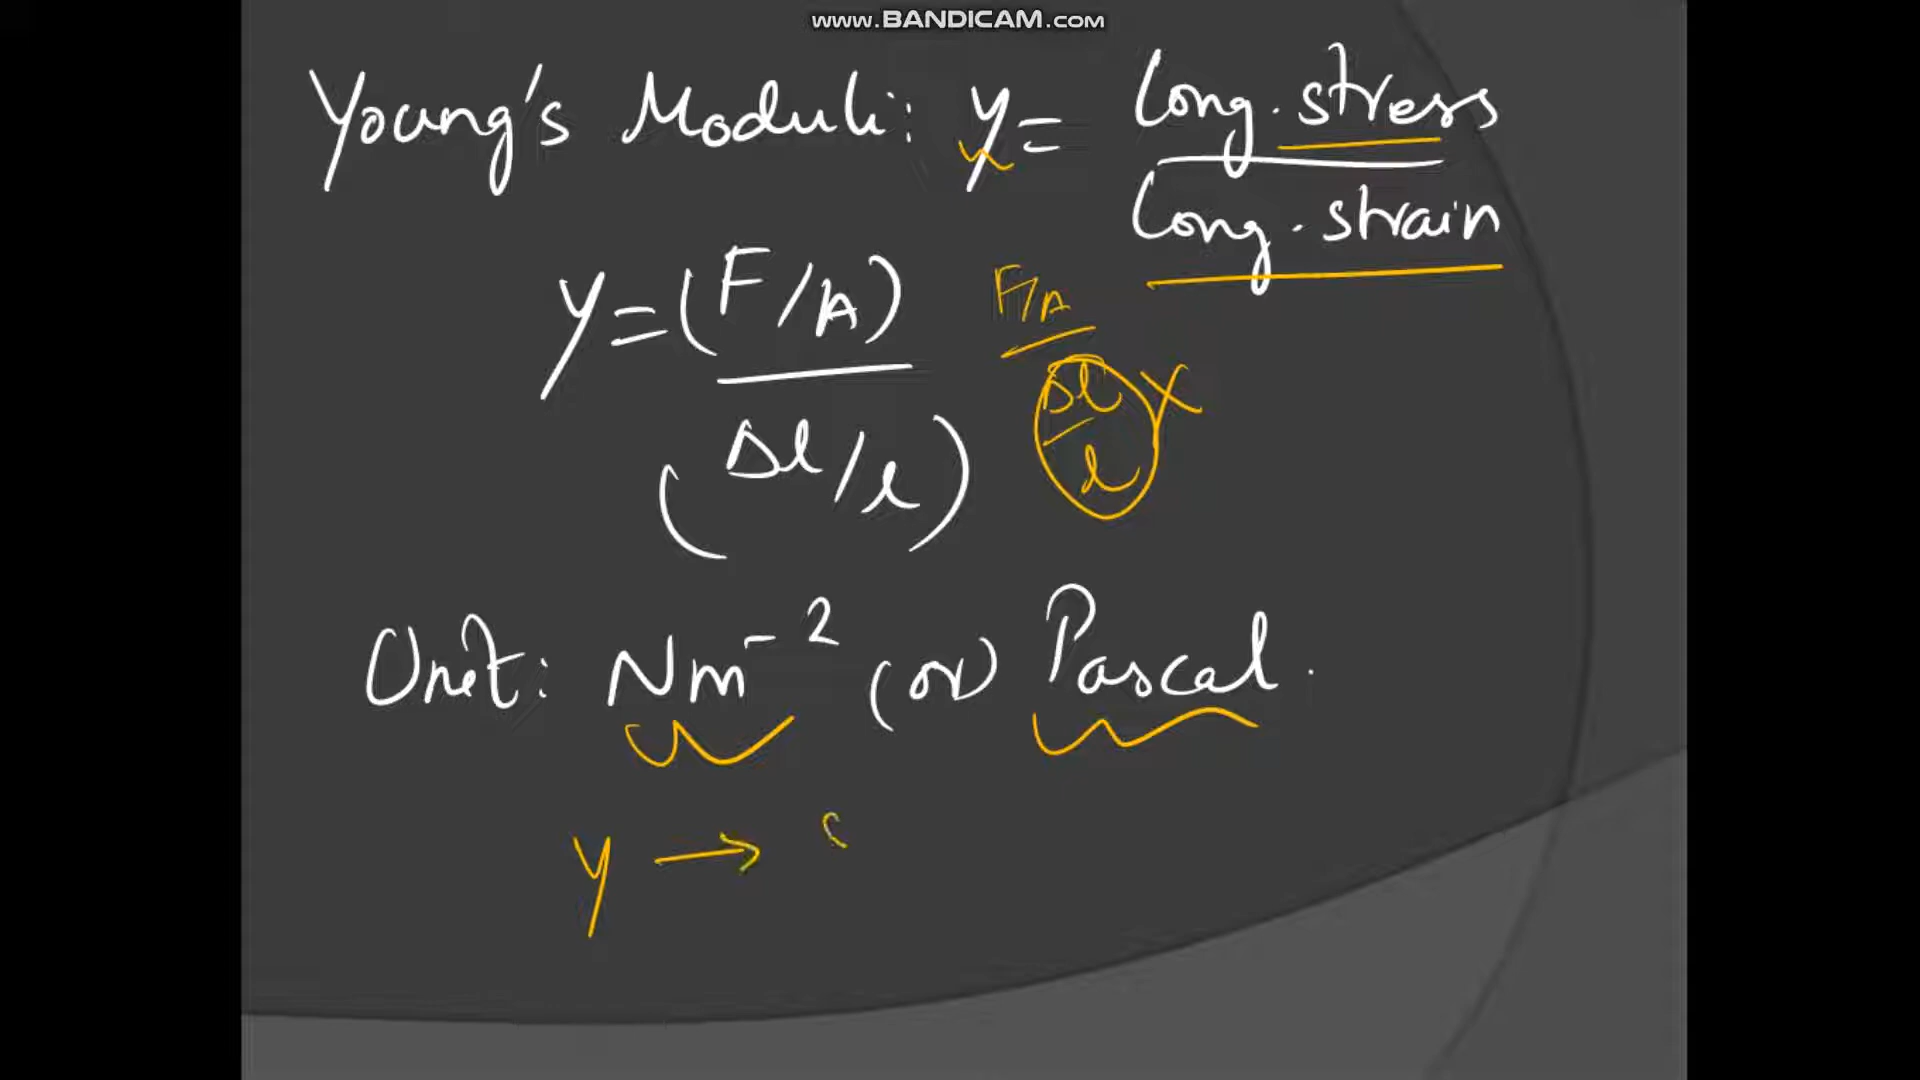 www.BANDICAM.com
Young's Moduli: Y = Long. stress
Long. strain
Y = (F/A)
(Δl/l)
F/A
Δl
l
X
Unit: Nm⁻² (or) Pascal.
Y →